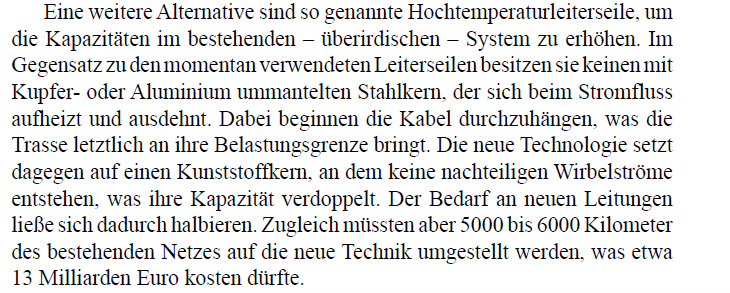 Eine weitere Alternative sind so genannte Hochtemperaturleiterseile, um
die Kapazitäten im bestehenden – überirdischen – System zu erhöhen. Im
Gegensatz zu den momentan verwendeten Leiterseilen besitzen sie keinen mit
Kupfer- oder Aluminium ummantelten Stahlkern, der sich beim Stromfluss
aufheizt und ausdehnt. Dabei beginnen die Kabel durchzuhängen, was die
Trasse letztlich an ihre Belastungsgrenze bringt. Die neue Technologie setzt
dagegen auf einen Kunststoffkern, an dem keine nachteiligen Wirbelströme
entstehen, was ihre Kapazität verdoppelt. Der Bedarf an neuen Leitungen
ließe sich dadurch halbieren. Zugleich müssten aber 5000 bis 6000 Kilometer
des bestehenden Netzes auf die neue Technik umgestellt werden, was etwa
13 Milliarden Euro kosten dürfte.